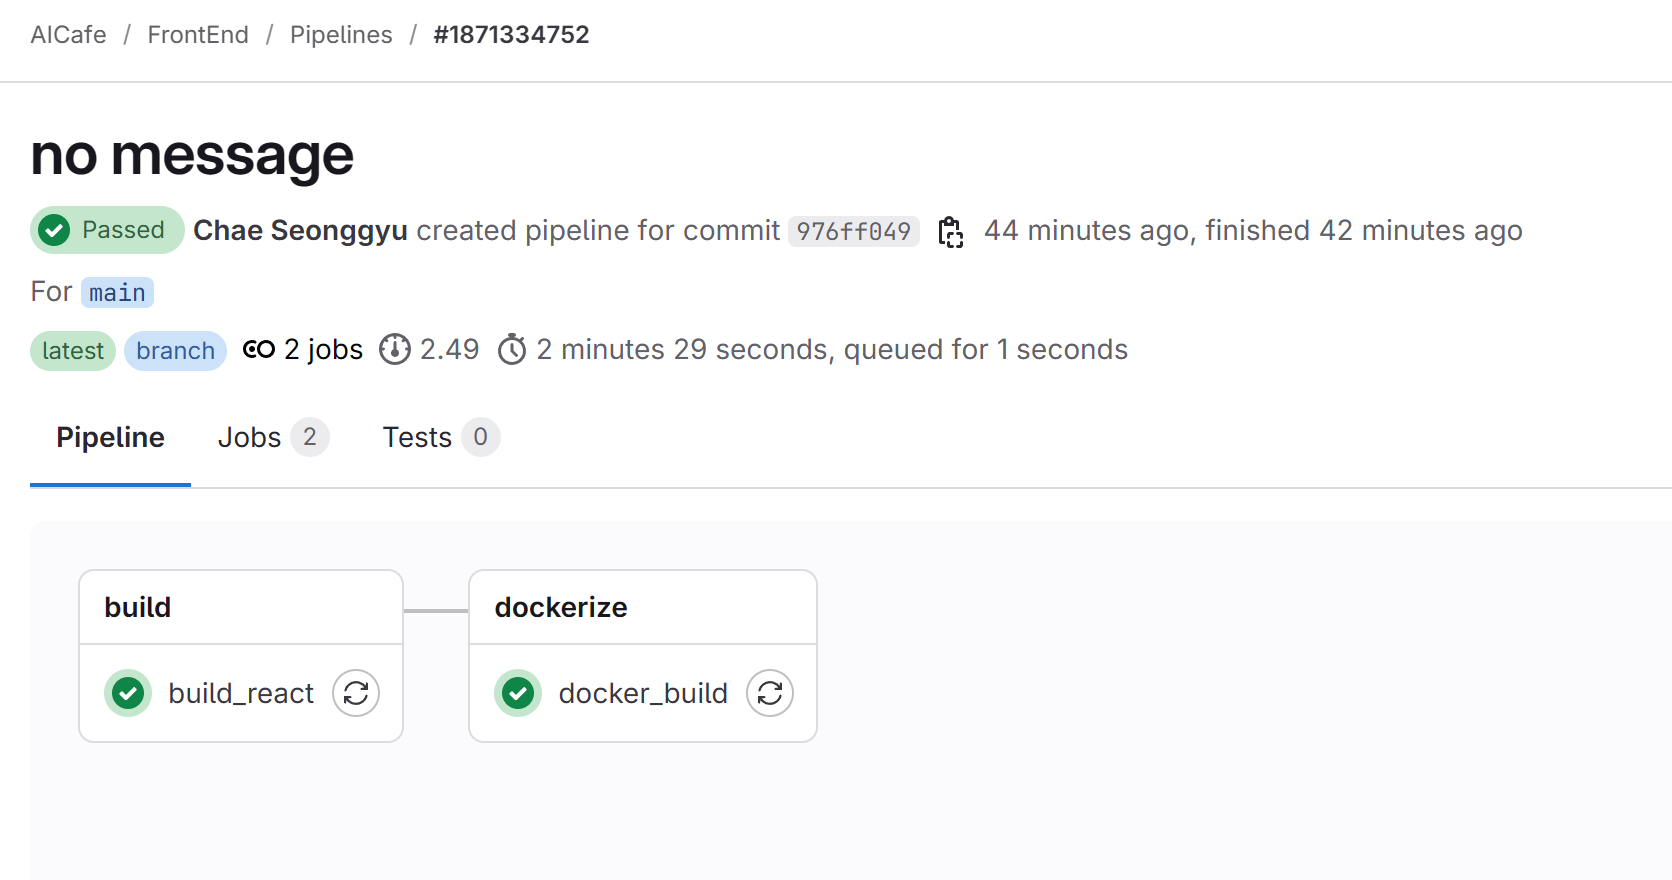 AICafe / FrontEnd / Pipelines / #1871334752
no message
Passed Chae Seonggyu created pipeline for commit 976ff049 44 minutes ago, finished 42 minutes ago
For main
latest branch 2 jobs 2.49 2 minutes 29 seconds, queued for 1 seconds
Pipeline Jobs 2 Tests 0
build dockerize
build_react docker_build